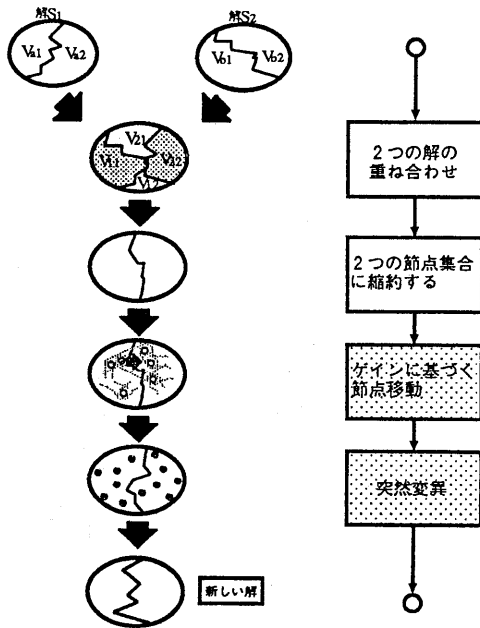 解S1
解S2
Va1 Va2
Vb1 Vb2
V21
V11 V22
V12
2つの解の
重ね合わせ
2つの節点集合
に縮約する
ゲインに基づく
節点移動
突然変異
新しい解